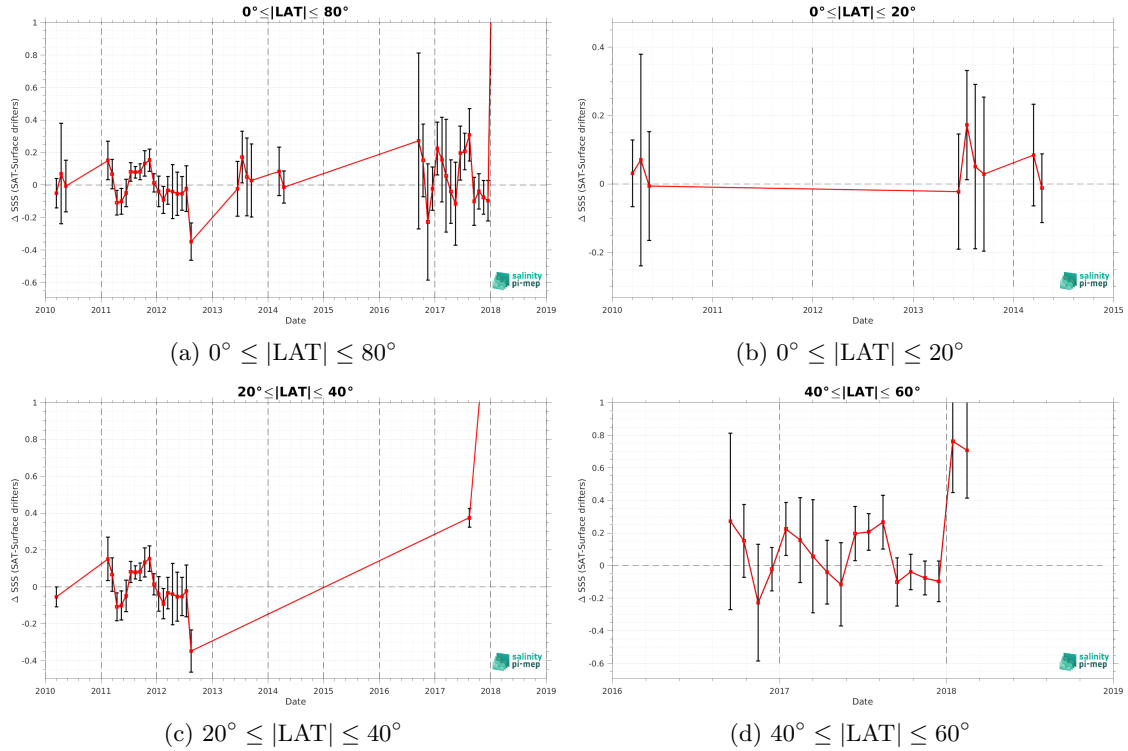 0°≤|LAT|≤ 80°
1
0.8
0.6
0.4
0.2
0
-0.2
-0.4
-0.6
Δ SSS (SAT-Surface drifters)
2010 2011 2012 2013 2014 2015 2016 2017 2018 2019
Date
salinity
pi-mep
(a) 0° ≤ |LAT| ≤ 80°
0°≤|LAT|≤ 20°
0.4
0.2
0
-0.2
Δ SSS (SAT-Surface drifters)
2010 2011 2012 2013 2014 2015
Date
salinity
pi-mep
(b) 0° ≤ |LAT| ≤ 20°
20°≤|LAT|≤ 40°
1
0.8
0.6
0.4
0.2
0
-0.2
-0.4
Δ SSS (SAT-Surface drifters)
2010 2011 2012 2013 2014 2015 2016 2017 2018 2019
Date
salinity
pi-mep
(c) 20° ≤ |LAT| ≤ 40°
40°≤|LAT|≤ 60°
1
0.8
0.6
0.4
0.2
0
-0.2
-0.4
-0.6
Δ SSS (SAT-Surface drifters)
2016 2017 2018 2019
Date
salinity
pi-mep
(d) 40° ≤ |LAT| ≤ 60°